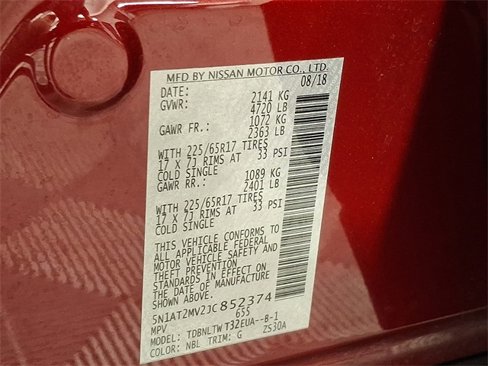 MFD BY NISSAN MOTOR CO., LTD.
DATE: 08/18
GVWR: 2141 KG
4720 LB
GAWR FR.: 1072 KG
2363 LB
WITH 225/65R17 TIRES
17 X 7J RIMS AT 33 PSI
COLD SINGLE
GAWR RR.: 1089 KG
2401 LB
WITH 225/65R17 TIRES
17 X 7J RIMS AT 33 PSI
COLD SINGLE
THIS VEHICLE CONFORMS TO
ALL APPLICABLE FEDERAL
MOTOR VEHICLE SAFETY AND
THEFT PREVENTION
STANDARDS IN EFFECT ON
THE DATE OF MANUFACTURE
SHOWN ABOVE.
5N1AT2MV2JC852374
MPV 655
MODEL: TDBNLTW T32EUA--B-1
COLOR: NBL TRIM: G ZS30A